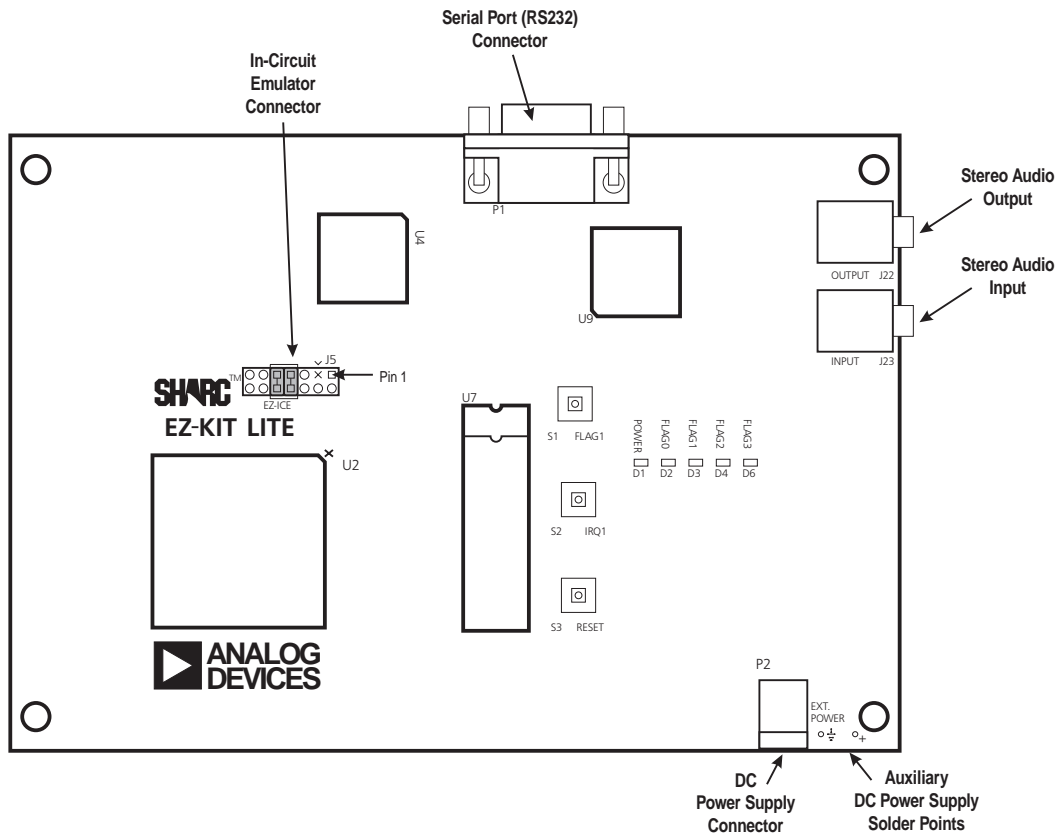 Serial Port (RS232)
Connector
In-Circuit
Emulator
Connector
Stereo Audio
Output
P1
U4
OUTPUT J22
Stereo Audio
Input
U9
INPUT J23
J5
Pin 1
SHARC™
EZ-ICE
EZ-KIT LITE
U7
S1 FLAG1
POWER
FLAG0
FLAG1
FLAG2
FLAG3
D1 D2 D3 D4 D6
U2
S2 IRQ1
S3 RESET
ANALOG
DEVICES
P2
EXT.
POWER
+
DC
Power Supply
Connector
Auxiliary
DC Power Supply
Solder Points